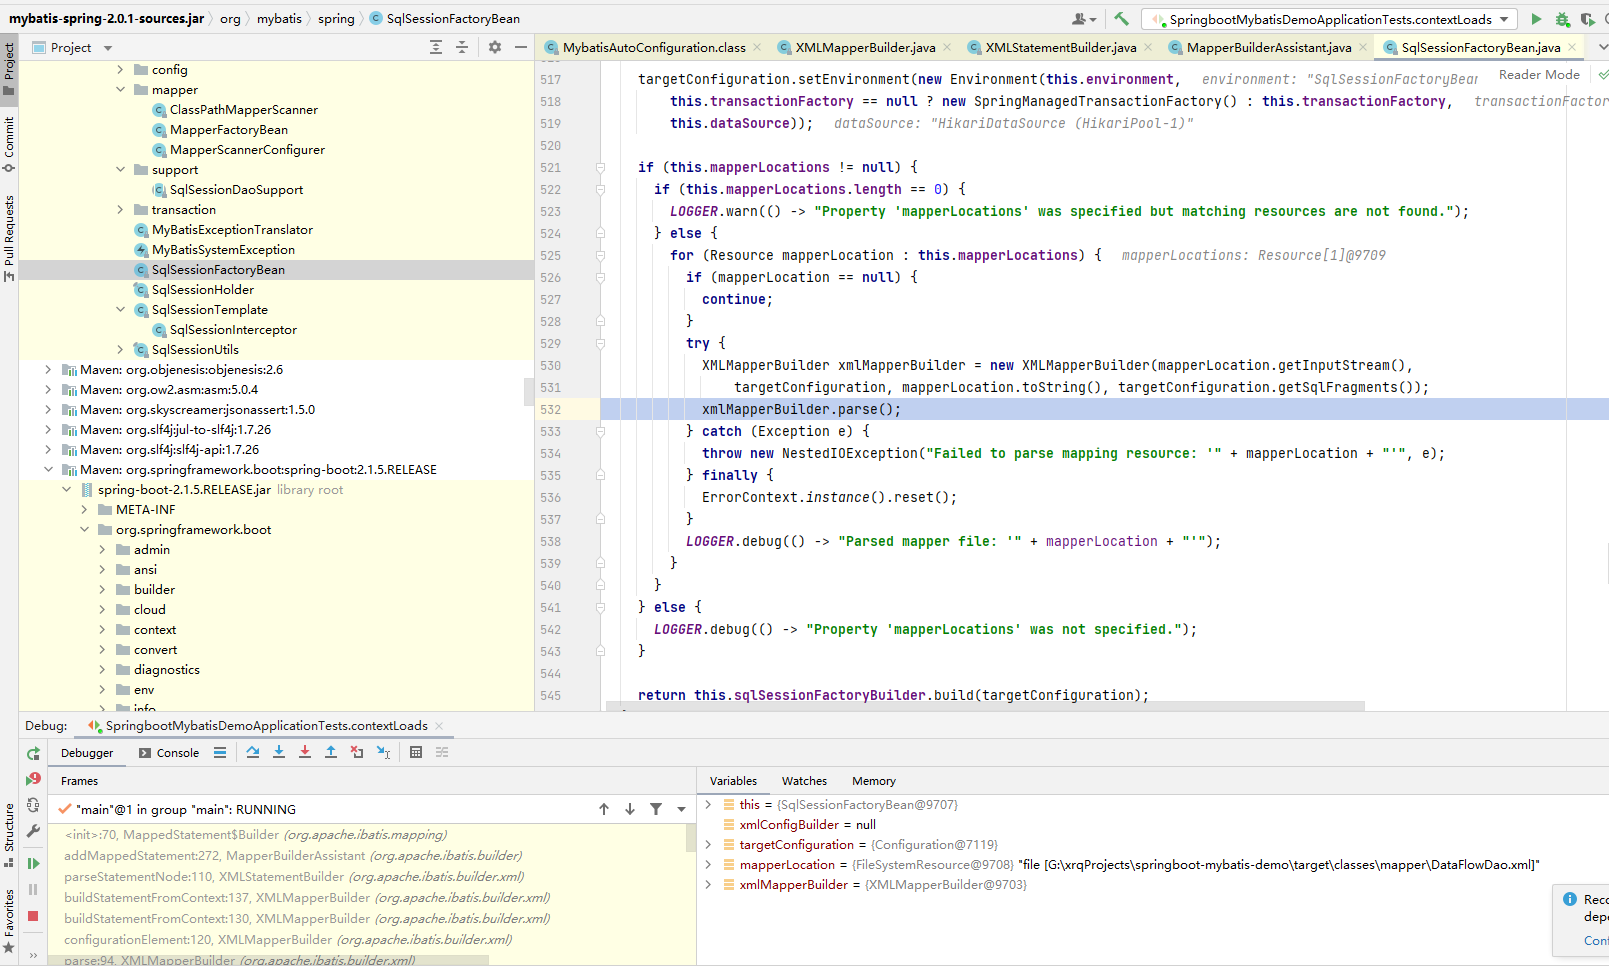 mybatis-spring-2.0.1-sources.jar org mybatis spring SqlSessionFactoryBean
SpringbootMybatisDemoApplicationTests.contextLoads
Project
Commit
Pull Requests
Structure
Favorites
Project
config
mapper
ClassPathMapperScanner
MapperFactoryBean
MapperScannerConfigurer
support
SqlSessionDaoSupport
transaction
MyBatisExceptionTranslator
MyBatisSystemException
SqlSessionFactoryBean
SqlSessionHolder
SqlSessionTemplate
SqlSessionInterceptor
SqlSessionUtils
Maven: org.objenesis:objenesis:2.6
Maven: org.ow2.asm:asm:5.0.4
Maven: org.skyscreamer:jsonassert:1.5.0
Maven: org.slf4j:jul-to-slf4j:1.7.26
Maven: org.slf4j:slf4j-api:1.7.26
Maven: org.springframework.boot:spring-boot:2.1.5.RELEASE
spring-boot-2.1.5.RELEASE.jar library root
META-INF
org.springframework.boot
admin
ansi
builder
cloud
context
convert
diagnostics
env
info
MybatisAutoConfiguration.class XMLMapperBuilder.java XMLStatementBuilder.java MapperBuilderAssistant.java SqlSessionFactoryBean.java
Reader Mode
517 targetConfiguration.setEnvironment(new Environment(this.environment, environment: "SqlSessionFactoryBean
518 this.transactionFactory == null ? new SpringManagedTransactionFactory() : this.transactionFactory, transactionFactor
519 this.dataSource)); dataSource: "HikariDataSource (HikariPool-1)"
520
521 if (this.mapperLocations != null) {
522 if (this.mapperLocations.length == 0) {
523 LOGGER.warn(() -> "Property 'mapperLocations' was specified but matching resources are not found.");
524 } else {
525 for (Resource mapperLocation : this.mapperLocations) { mapperLocations: Resource[1]@9709
526 if (mapperLocation == null) {
527 continue;
528 }
529 try {
530 XMLMapperBuilder xmlMapperBuilder = new XMLMapperBuilder(mapperLocation.getInputStream(),
531 targetConfiguration, mapperLocation.toString(), targetConfiguration.getSqlFragments());
532 xmlMapperBuilder.parse();
533 } catch (Exception e) {
534 throw new NestedIOException("Failed to parse mapping resource: '" + mapperLocation + "'", e);
535 } finally {
536 ErrorContext.instance().reset();
537 }
538 LOGGER.debug(() -> "Parsed mapper file: '" + mapperLocation + "'");
539 }
540 }
541 } else {
542 LOGGER.debug(() -> "Property 'mapperLocations' was not specified.");
543 }
544
545 return this.sqlSessionFactoryBuilder.build(targetConfiguration);
Debug: SpringbootMybatisDemoApplicationTests.contextLoads
Debugger Console
Frames
"main"@1 in group "main": RUNNING
<init>:70, MappedStatement$Builder (org.apache.ibatis.mapping)
addMappedStatement:272, MapperBuilderAssistant (org.apache.ibatis.builder)
parseStatementNode:110, XMLStatementBuilder (org.apache.ibatis.builder.xml)
buildStatementFromContext:137, XMLMapperBuilder (org.apache.ibatis.builder.xml)
buildStatementFromContext:130, XMLMapperBuilder (org.apache.ibatis.builder.xml)
configurationElement:120, XMLMapperBuilder (org.apache.ibatis.builder.xml)
parse:94, XMLMapperBuilder (org.apache.ibatis.builder.xml)
Variables Watches Memory
this = {SqlSessionFactoryBean@9707}
xmlConfigBuilder = null
targetConfiguration = {Configuration@7119}
mapperLocation = {FileSystemResource@9708} "file [G:\xrqProjects\springboot-mybatis-demo\target\classes\mapper\DataFlowDao.xml]"
xmlMapperBuilder = {XMLMapperBuilder@9703}
Reco
depe
Conf